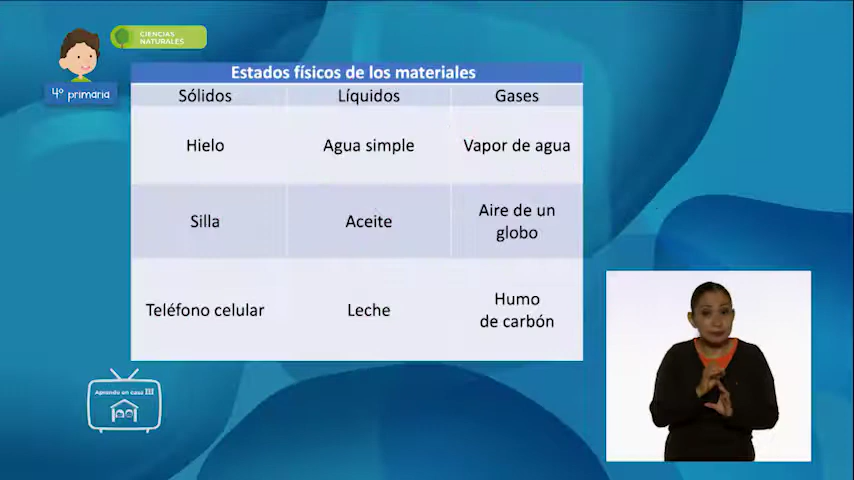 CIENCIAS
NATURALES
4º primaria
Estados físicos de los materiales
Sólidos Líquidos Gases
Hielo Agua simple Vapor de agua
Silla Aceite Aire de un
globo
Teléfono celular Leche Humo
de carbón
Aprende en casa III